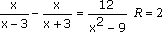 x/(x − 3) − x/(x + 3) = 12/(x² − 9)  R = 2